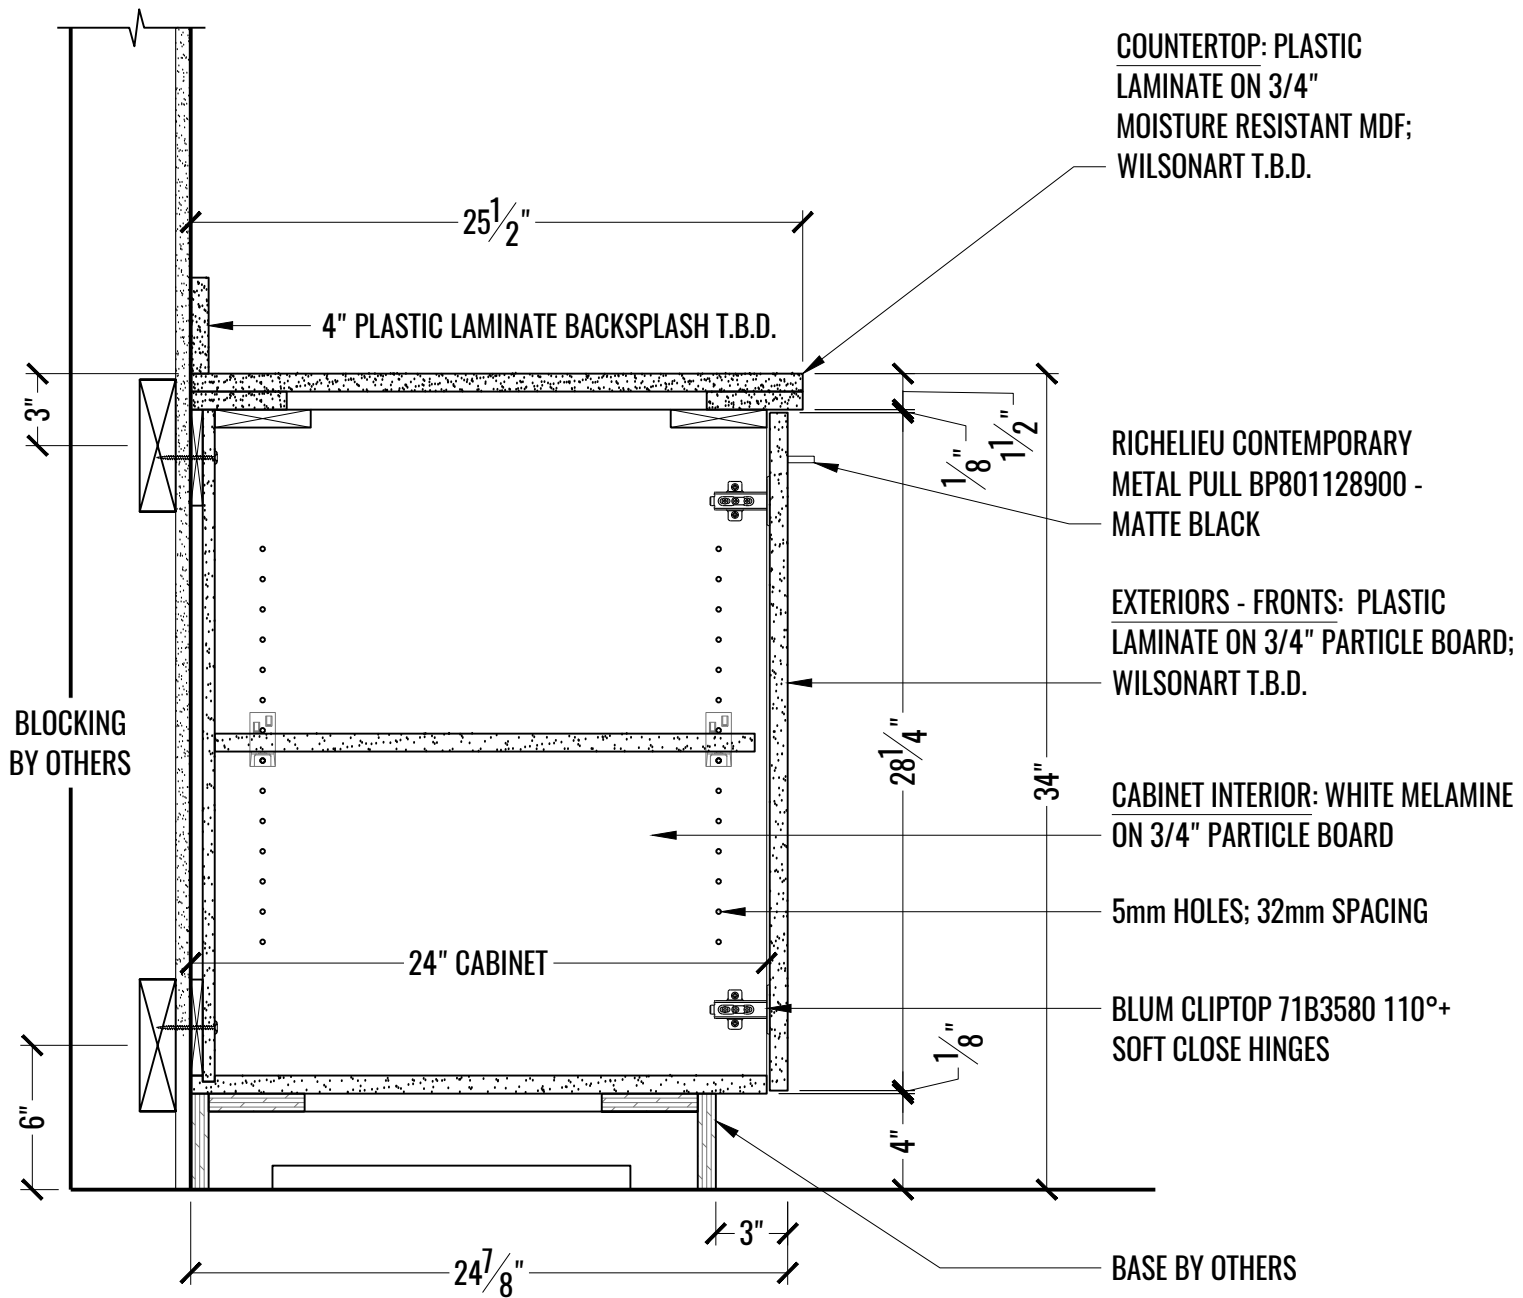 COUNTERTOP: PLASTIC
LAMINATE ON 3/4"
MOISTURE RESISTANT MDF;
WILSONART T.B.D.
25 1/2"
4" PLASTIC LAMINATE BACKSPLASH T.B.D.
3"
1 1/2"
1/8"
RICHELIEU CONTEMPORARY
METAL PULL BP801128900 -
MATTE BLACK
EXTERIORS - FRONTS: PLASTIC
LAMINATE ON 3/4" PARTICLE BOARD;
WILSONART T.B.D.
BLOCKING
BY OTHERS
28 1/4"
34"
CABINET INTERIOR: WHITE MELAMINE
ON 3/4" PARTICLE BOARD
5mm HOLES; 32mm SPACING
24" CABINET
BLUM CLIPTOP 71B3580 110°+
SOFT CLOSE HINGES
1/8"
6"
4"
3"
24 7/8"
BASE BY OTHERS